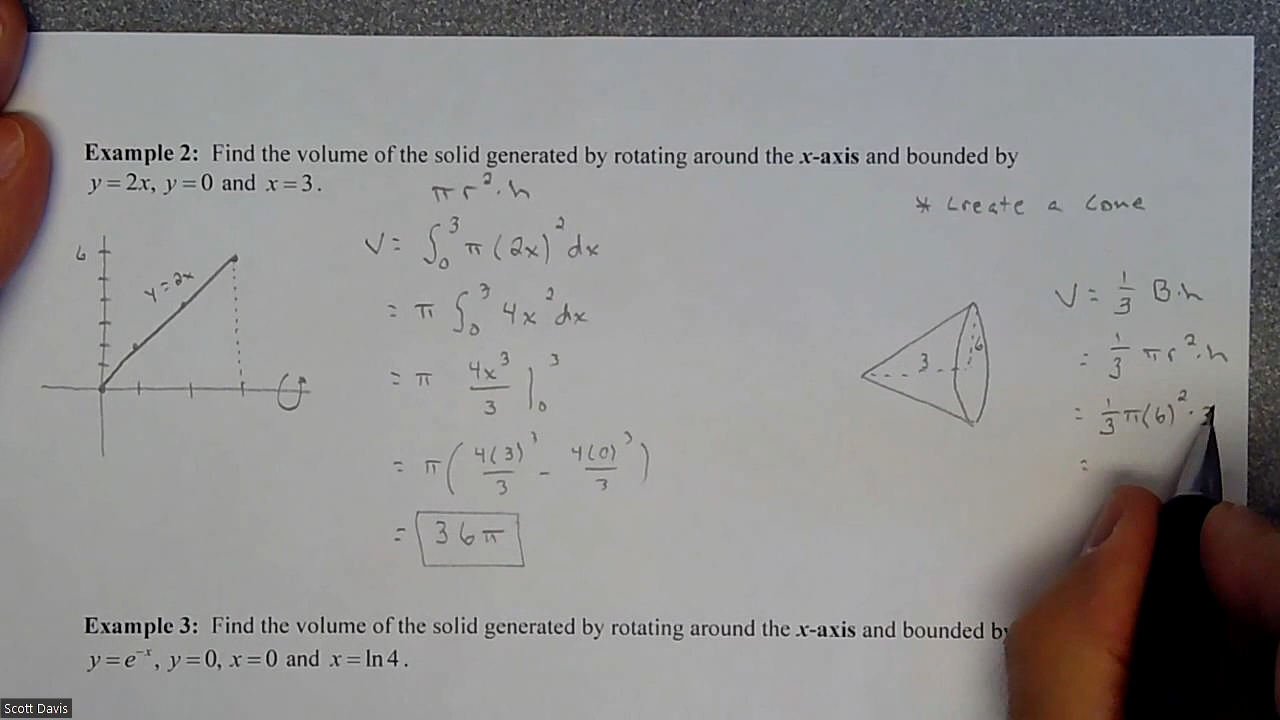 Example 2: Find the volume of the solid generated by rotating around the x-axis and bounded by
y = 2x, y = 0 and x = 3.
π r² · h
* Create a Cone
6
y = 2x
V = ∫₀³ π (2x)² dx
= π ∫₀³ 4x² dx
= π 4x³/3 |₀³
= π ( 4(3)³/3 - 4(0)³/3 )
= 36π
3
6
V = 1/3 B·h
= 1/3 π r² · h
= 1/3 π (6)² · 3
=
Example 3: Find the volume of the solid generated by rotating around the x-axis and bounded
y = e⁻ˣ, y = 0, x = 0 and x = ln 4.
Scott Davis